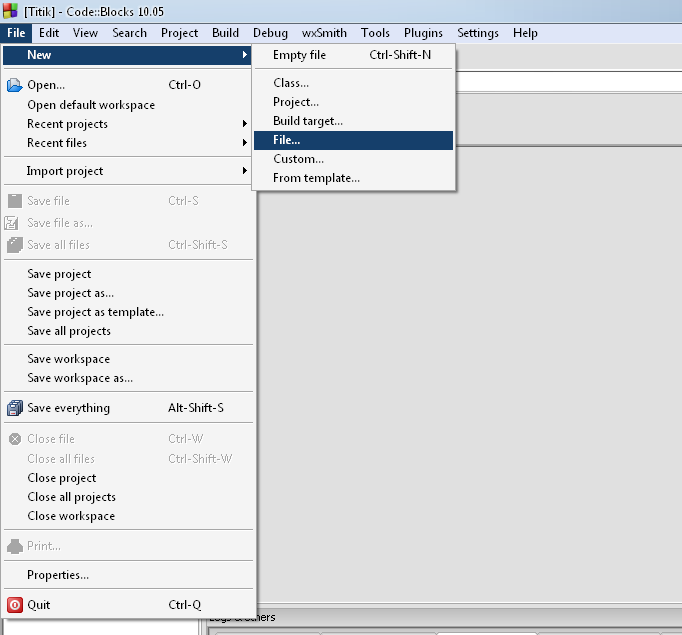 [Titik] - Code::Blocks 10.05
File Edit View Search Project Build Debug wxSmith Tools Plugins Settings Help
New
Empty file Ctrl-Shift-N
Class...
Project...
Build target...
File...
Custom...
From template...
Open... Ctrl-O
Open default workspace
Recent projects
Recent files
Import project
Save file Ctrl-S
Save file as...
Save all files Ctrl-Shift-S
Save project
Save project as...
Save project as template...
Save all projects
Save workspace
Save workspace as...
Save everything Alt-Shift-S
Close file Ctrl-W
Close all files Ctrl-Shift-W
Close project
Close all projects
Close workspace
Print...
Properties...
Quit Ctrl-Q
Logs & others